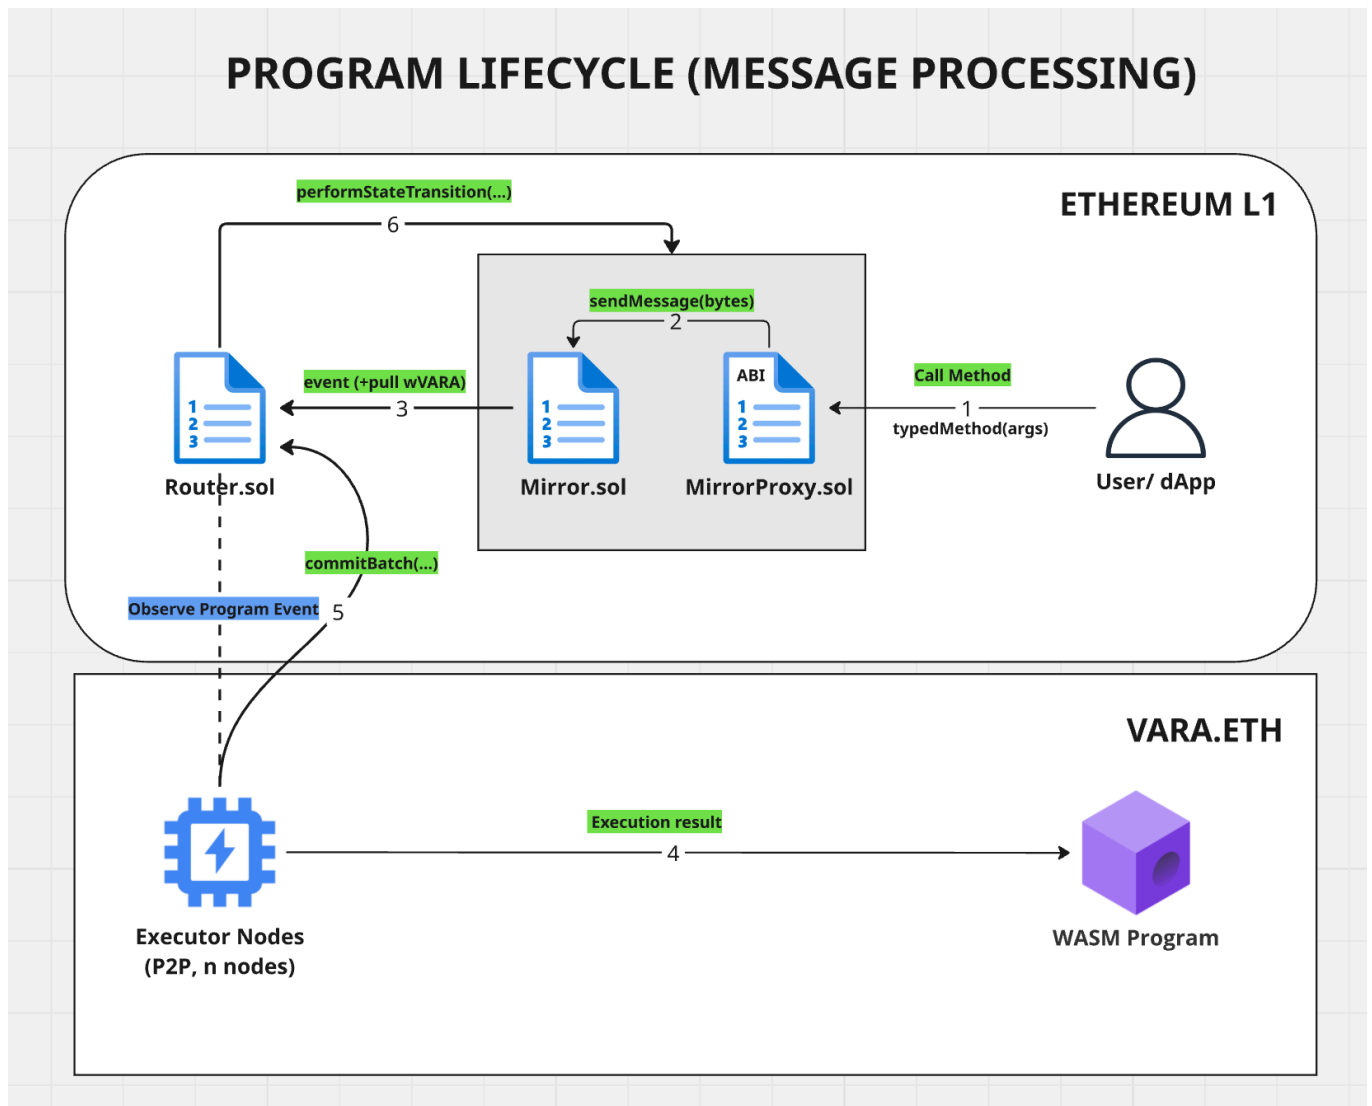 PROGRAM LIFECYCLE (MESSAGE PROCESSING)
ETHEREUM L1
performStateTransition(...)
6
sendMessage(bytes)
2
event (+pull wVARA)
3
Call Method
1
typedMethod(args)
1
2
3
Router.sol
1
2
3
Mirror.sol
ABI
1
2
3
MirrorProxy.sol
User/ dApp
commitBatch(...)
Observe Program Event
5
VARA.ETH
Execution result
4
Executor Nodes
(P2P, n nodes)
WASM Program